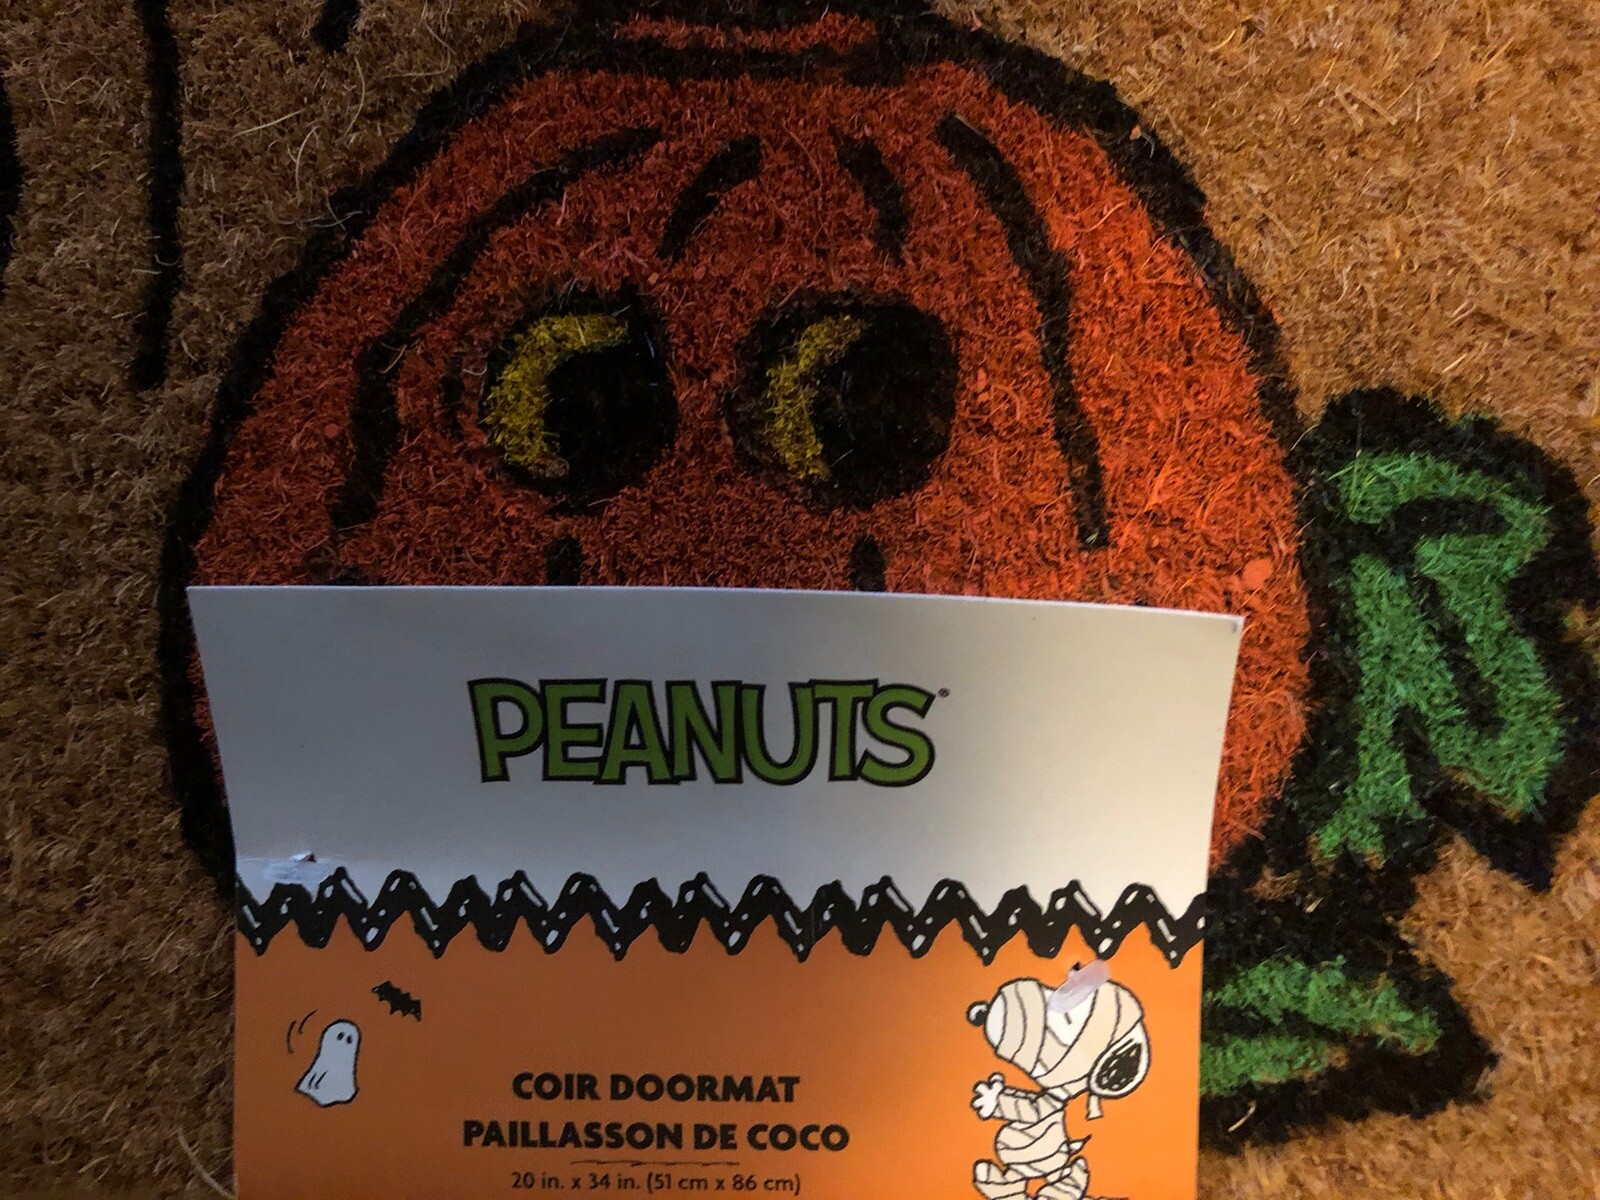 PEANUTS®
COIR DOORMAT
PAILLASSON DE COCO
20 in. x 34 in. (51 cm x 86 cm)